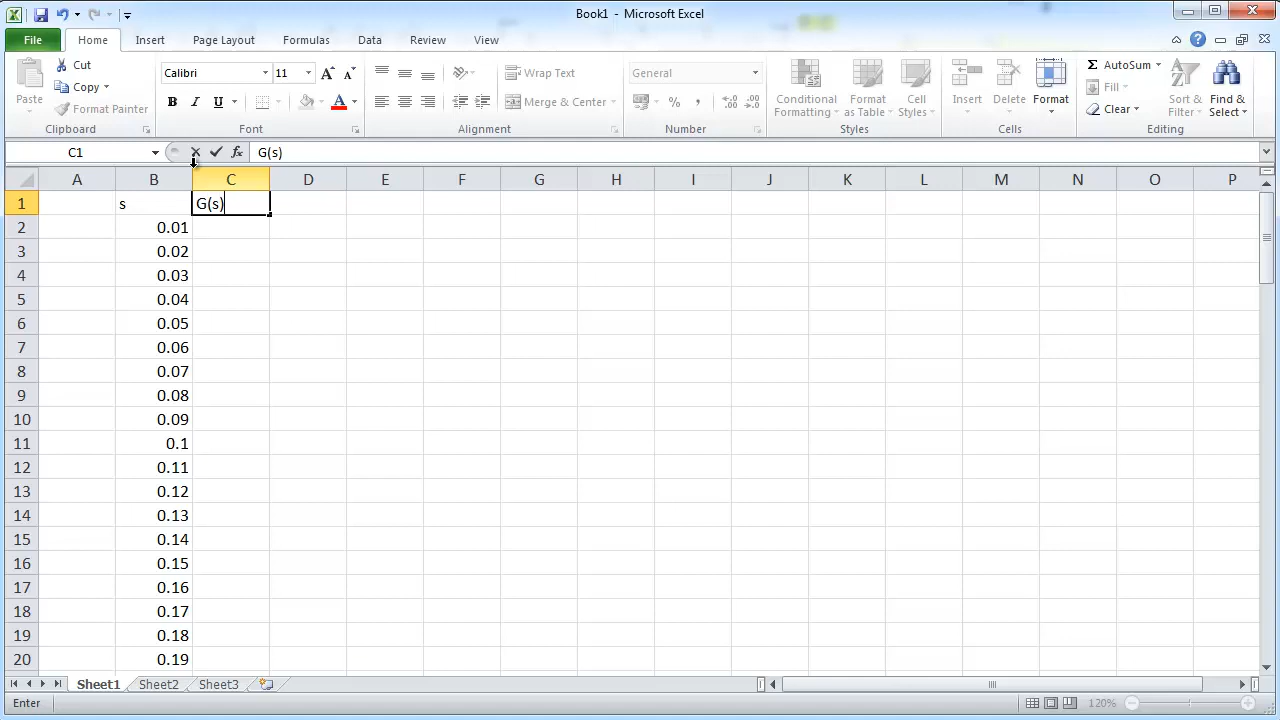 Book1 - Microsoft Excel
File Home Insert Page Layout Formulas Data Review View
Paste
Cut
Copy
Format Painter
Clipboard
Calibri 11
B I U A
Font
Wrap Text
Merge & Center
Alignment
General
% ,
Number
Conditional Formatting
Format as Table
Cell Styles
Styles
Insert
Delete
Format
Cells
Σ AutoSum
Fill
Clear
Sort & Filter
Find & Select
Editing
C1 fx G(s)
A B C D E F G H I J K L M N O P
1 s G(s)
2 0.01
3 0.02
4 0.03
5 0.04
6 0.05
7 0.06
8 0.07
9 0.08
10 0.09
11 0.1
12 0.11
13 0.12
14 0.13
15 0.14
16 0.15
17 0.16
18 0.17
19 0.18
20 0.19
Sheet1 Sheet2 Sheet3
Enter 120%